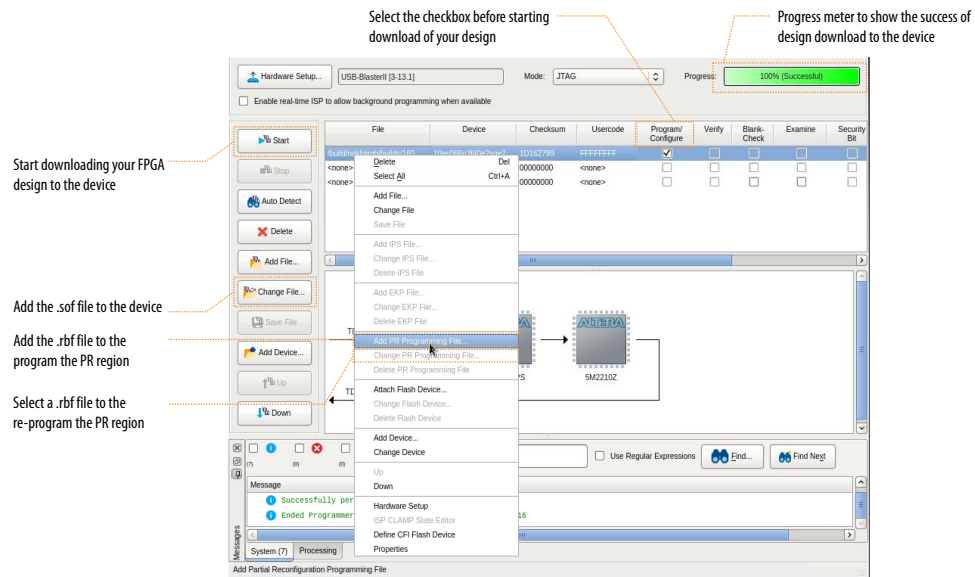 Select the checkbox before starting
download of your design
Progress meter to show the success of
design download to the device
Hardware Setup...
USB-BlasterII [3-13.1]
Mode:
JTAG
Progress:
100% (Successful)
Enable real-time ISP to allow background programming when available
File
Device
Checksum
Usercode
Program/
Configure
Verify
Blank-
Check
Examine
Security
Bit
1D162799
FFFFFFFF
<none>
00000000
<none>
<none>
00000000
<none>
Start downloading your FPGA
design to the device
Add the .sof file to the device
Add the .rbf file to the
program the PR region
Select a .rbf file to the
re-program the PR region
Start
Stop
Auto Detect
Delete
Add File...
Change File...
Save File
Add Device...
Up
Down
Delete Del
Select All Ctrl+A
Add File...
Change File
Save File
Add IPS File...
Change IPS File...
Delete IPS File
Add EKP File...
Change EKP File...
Delete EKP File
Add PR Programming File...
Change PR Programming File...
Delete PR Programming File
Attach Flash Device...
Change Flash Device...
Delete Flash Device
Add Device...
Change Device
Up
Down
Hardware Setup
ISP CLAMP State Editor
Define CFI Flash Device
Properties
ALTERA
5M2210Z
(7)
(0)
(0)
Use Regular Expressions
Find...
Find Next
Message
Successfully per
Ended Programmer
16
Messages
System (7)
Processing
Add Partial Reconfiguration Programming File